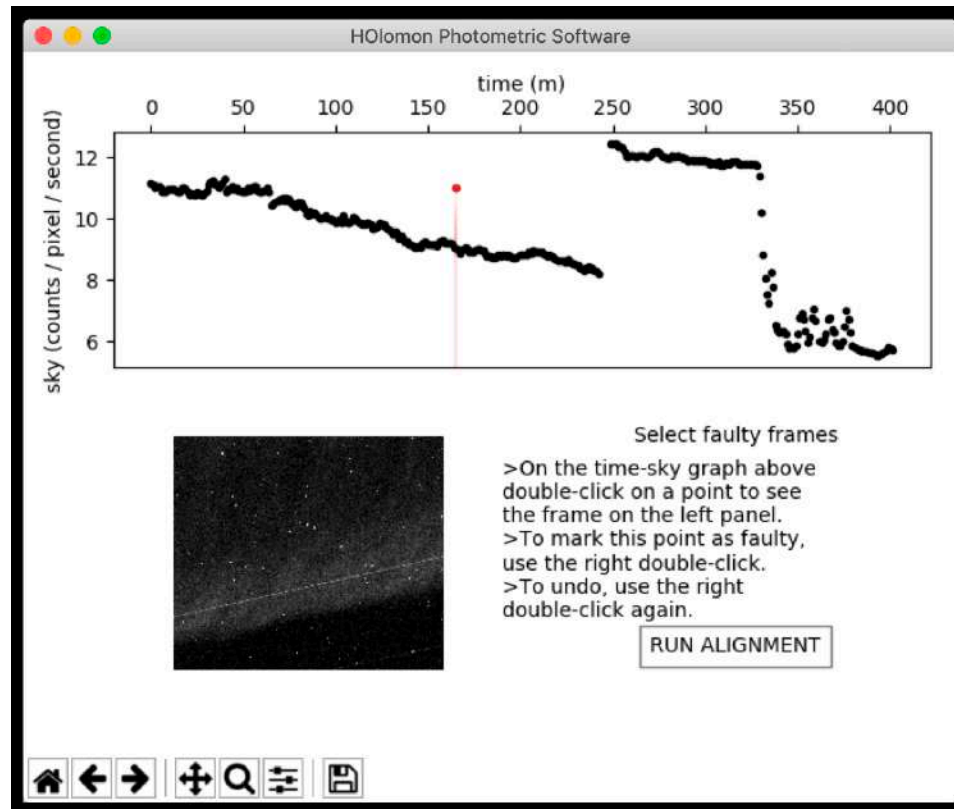 HOlomon Photometric Software
time (m)
0 50 100 150 200 250 300 350 400
sky (counts / pixel / second)
12
10
8
6
Select faulty frames
>On the time-sky graph above
double-click on a point to see
the frame on the left panel.
>To mark this point as faulty,
use the right double-click.
>To undo, use the right
double-click again.
RUN ALIGNMENT